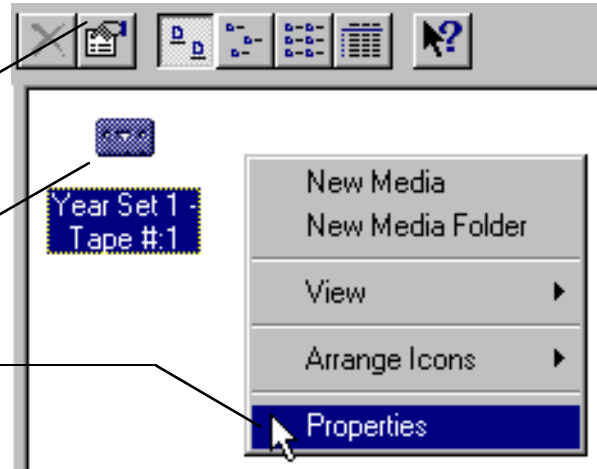 Year Set 1 -
Tape #:1
New Media
New Media Folder
View
Arrange Icons
Properties